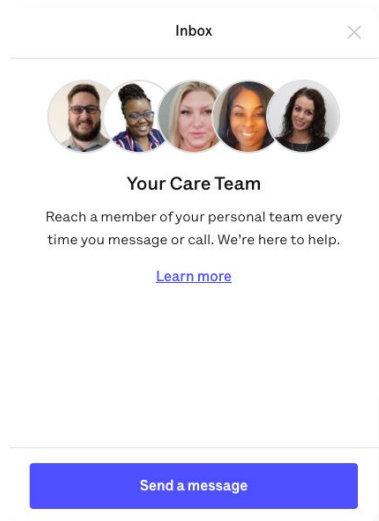 Inbox
Your Care Team
Reach a member of your personal team every
time you message or call. We're here to help.
Learn more
Send a message